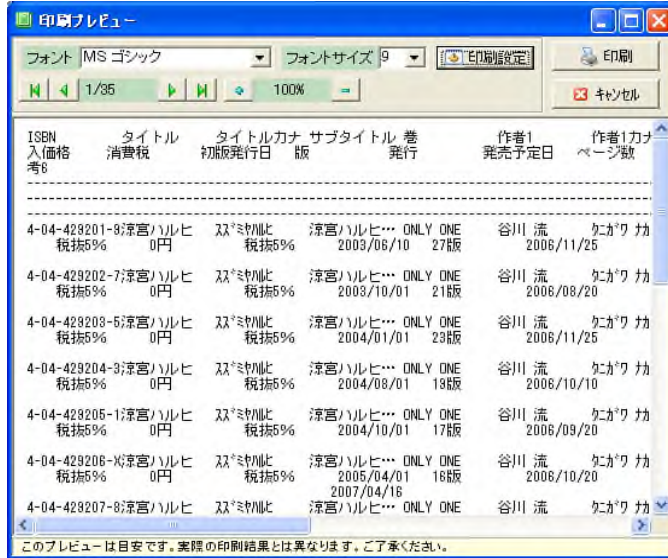 印刷プレビュー
フォント MS ゴシック フォントサイズ 9 印刷設定 印刷
1/35 100% キャンセル
ISBN タイトル タイトルカナ サブタイトル 巻 作者1 作者1カナ
入価格 消費税 初版発行日 版 発行 発売予定日 ページ数
考6
--------------------------------------------------------------------------------
--------------------------------------------------------------------------------
4-04-429201-9涼宮ハルヒ スズミヤハルヒ 涼宮ハルヒ… ONLY ONE 谷川 流 タニガワ ナカ
税抜5% 0円 税抜5% 2003/06/10 27版 2006/11/25
4-04-429202-7涼宮ハルヒ スズミヤハルヒ 涼宮ハルヒ… ONLY ONE 谷川 流 タニガワ ナカ
税抜5% 0円 税抜5% 2003/10/01 21版 2006/08/20
4-04-429203-5涼宮ハルヒ スズミヤハルヒ 涼宮ハルヒ… ONLY ONE 谷川 流 タニガワ ナカ
税抜5% 0円 税抜5% 2004/01/01 23版 2006/11/25
4-04-429204-3涼宮ハルヒ スズミヤハルヒ 涼宮ハルヒ… ONLY ONE 谷川 流 タニガワ ナカ
税抜5% 0円 税抜5% 2004/08/01 19版 2006/10/10
4-04-429205-1涼宮ハルヒ スズミヤハルヒ 涼宮ハルヒ… ONLY ONE 谷川 流 タニガワ ナカ
税抜5% 0円 税抜5% 2004/10/01 17版 2006/09/20
4-04-429206-X涼宮ハルヒ スズミヤハルヒ 涼宮ハルヒ… ONLY ONE 谷川 流 タニガワ ナカ
税抜5% 0円 税抜5% 2005/04/01 16版 2006/10/20
2007/04/16
4-04-429207-8涼宮ハルヒ スズミヤハルヒ 涼宮ハルヒ… ONLY ONE 谷川 流 タニガワ ナカ
このプレビューは目安です。実際の印刷結果とは異なります。ご了承ください。